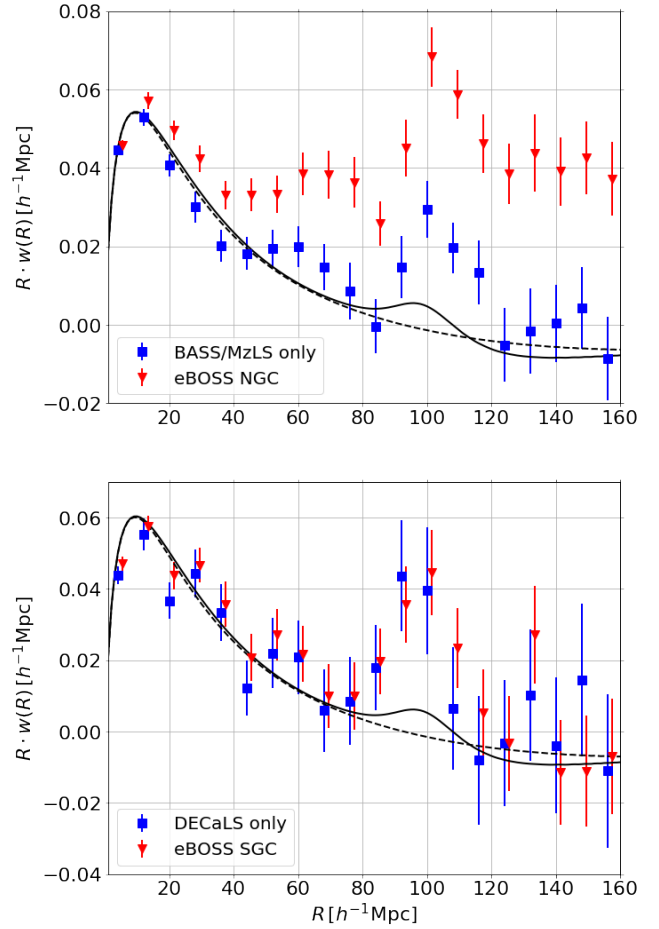 0.08
0.06
0.04
0.02
0.00
−0.02
R · w(R) [h⁻¹Mpc]
BASS/MzLS only
eBOSS NGC
20 40 60 80 100 120 140 160
0.06
0.04
0.02
0.00
−0.02
−0.04
R · w(R) [h⁻¹Mpc]
DECaLS only
eBOSS SGC
20 40 60 80 100 120 140 160
R [h⁻¹Mpc]